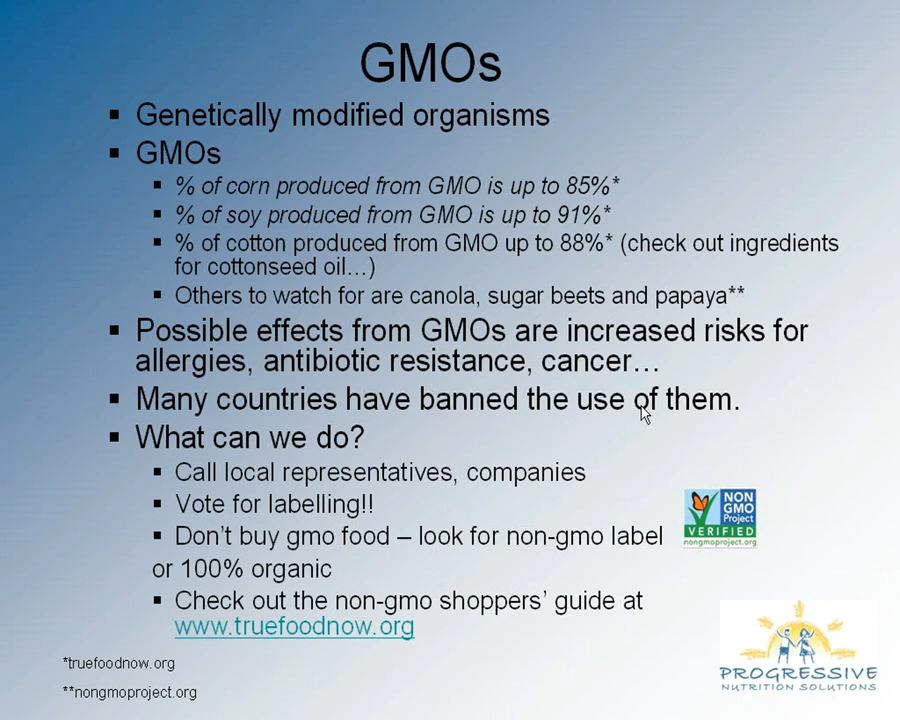 GMOs
▪ Genetically modified organisms
▪ GMOs
▪ % of corn produced from GMO is up to 85%*
▪ % of soy produced from GMO is up to 91%*
▪ % of cotton produced from GMO up to 88%* (check out ingredients
for cottonseed oil…)
▪ Others to watch for are canola, sugar beets and papaya**
▪ Possible effects from GMOs are increased risks for
allergies, antibiotic resistance, cancer…
▪ Many countries have banned the use of them.
▪ What can we do?
▪ Call local representatives, companies
▪ Vote for labelling!!
▪ Don't buy gmo food – look for non-gmo label
or 100% organic
▪ Check out the non-gmo shoppers' guide at
www.truefoodnow.org
NON
GMO
Project
VERIFIED
nongmoproject.org
*truefoodnow.org
**nongmoproject.org
PROGRESSIVE
NUTRITION SOLUTIONS